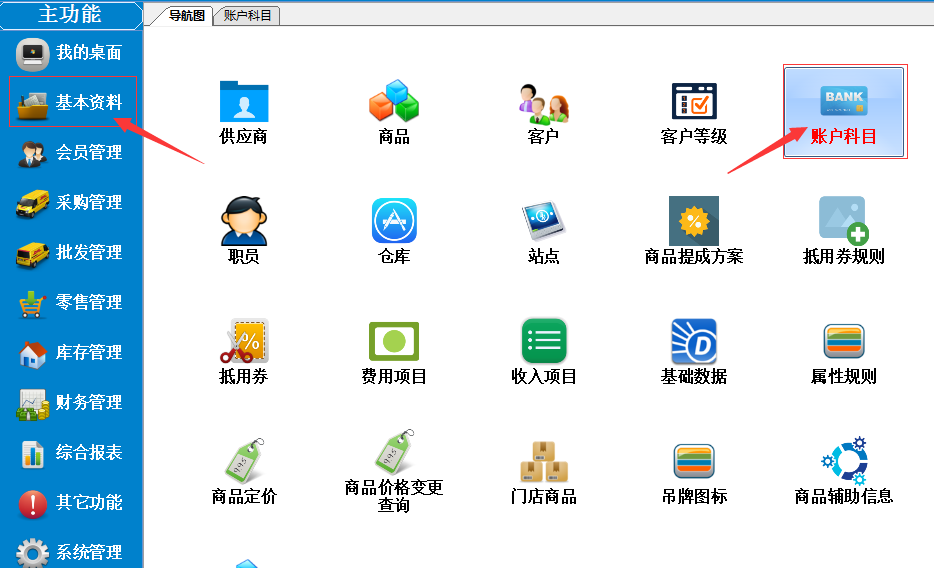 主功能
导航图
账户科目
我的桌面
基本资料
会员管理
采购管理
批发管理
零售管理
库存管理
财务管理
综合报表
其它功能
系统管理
供应商
商品
客户
客户等级
BANK
账户科目
职员
仓库
站点
商品提成方案
抵用券规则
抵用券
费用项目
收入项目
基础数据
属性规则
商品定价
商品价格变更
查询
门店商品
吊牌图标
商品辅助信息